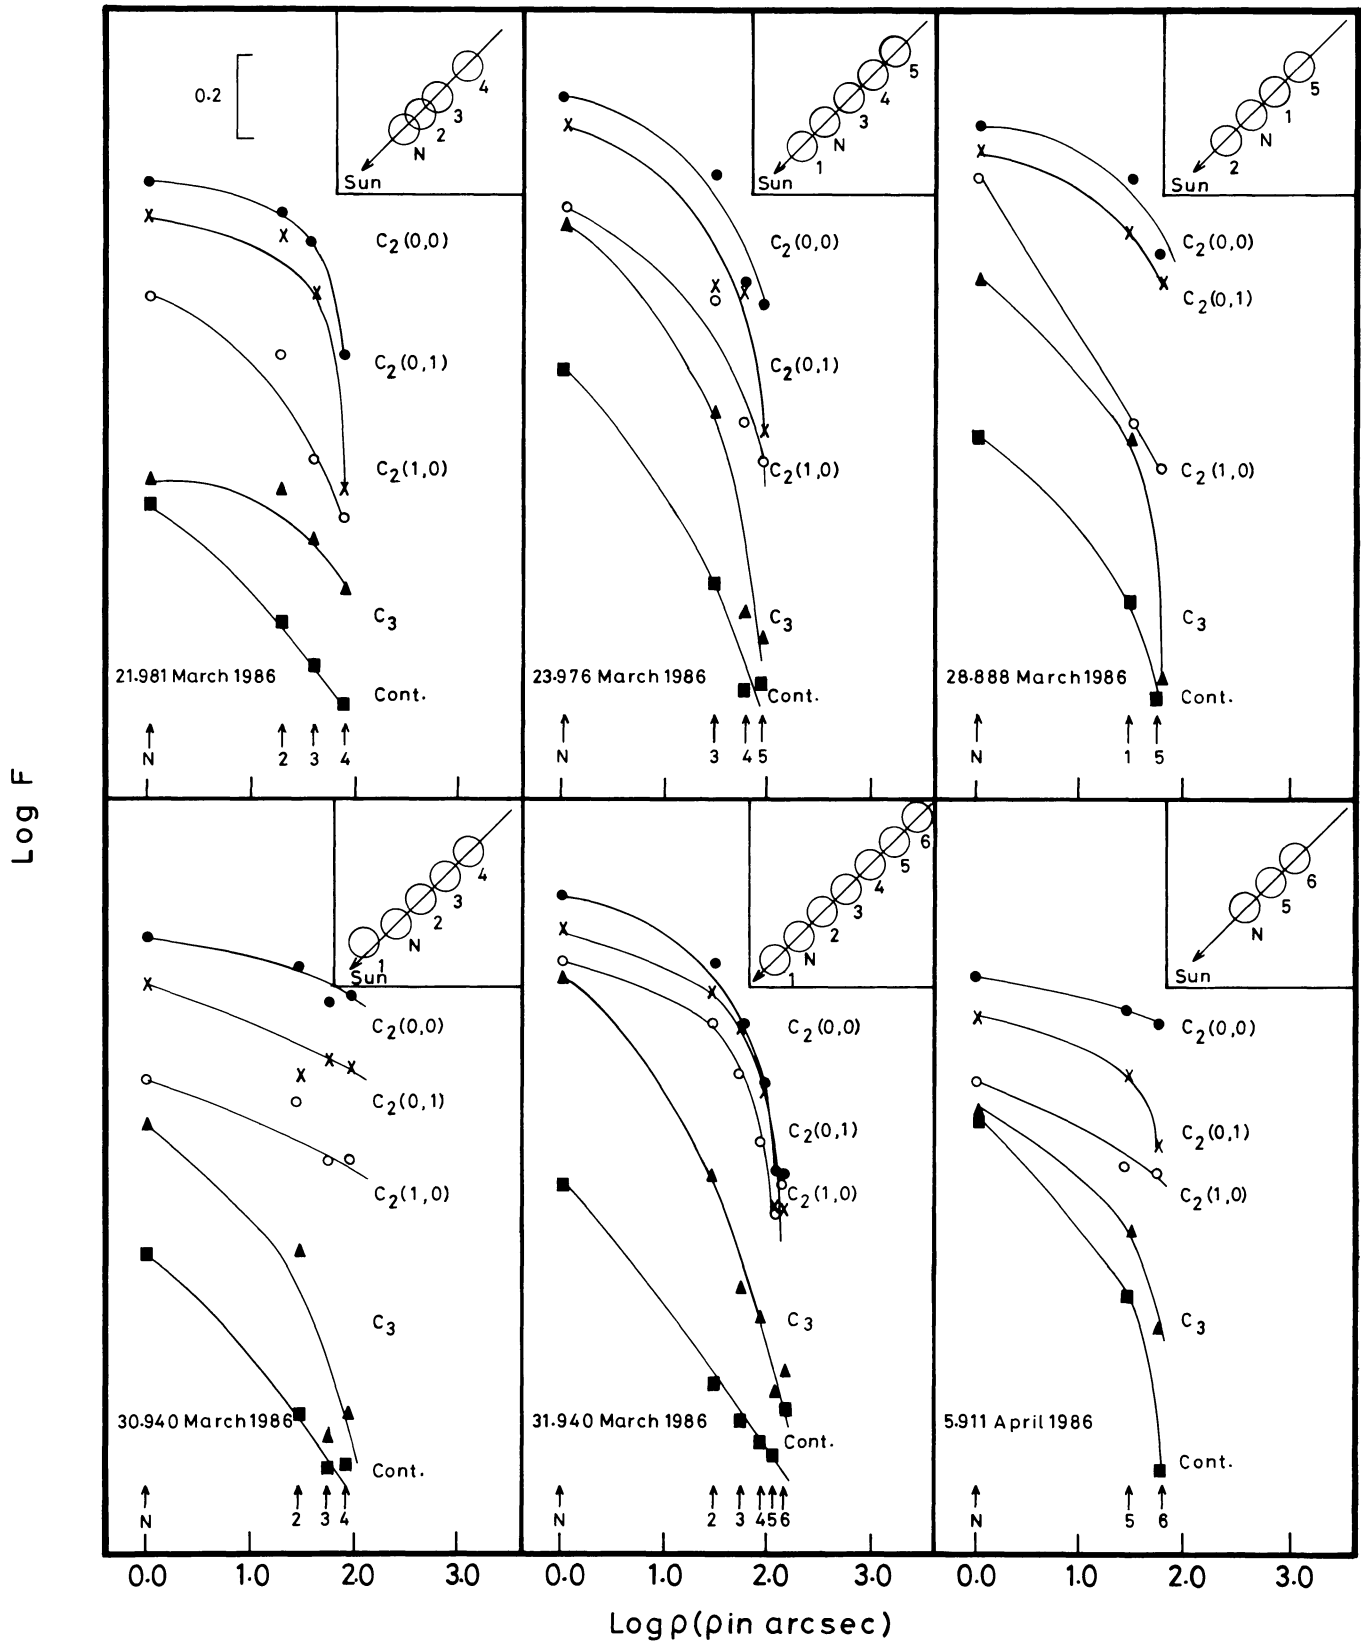 Log F
0.2
4
3
2
N
Sun
C2(0,0)
C2(0,1)
C2(1,0)
C3
21.981 March 1986
Cont.
N 2 3 4
5
4
3
N
1
Sun
C2(0,0)
C2(0,1)
C2(1,0)
C3
23.976 March 1986
Cont.
N 3 4 5
5
1
N
2
Sun
C2(0,0)
C2(0,1)
C2(1,0)
C3
28.888 March 1986
Cont.
N 1 5
4
3
2
N
1
Sun
C2(0,0)
C2(0,1)
C2(1,0)
C3
30.940 March 1986
Cont.
N 2 3 4
6
5
4
3
2
N
1
C2(0,0)
C2(0,1)
C2(1,0)
C3
31.940 March 1986
Cont.
N 2 3 4 5 6
6
5
N
Sun
C2(0,0)
C2(0,1)
C2(1,0)
C3
5.911 April 1986
Cont.
N 5 6
0.0 1.0 2.0 3.0 0.0 1.0 2.0 3.0 0.0 1.0 2.0 3.0
Log ρ (ρ in arcsec)